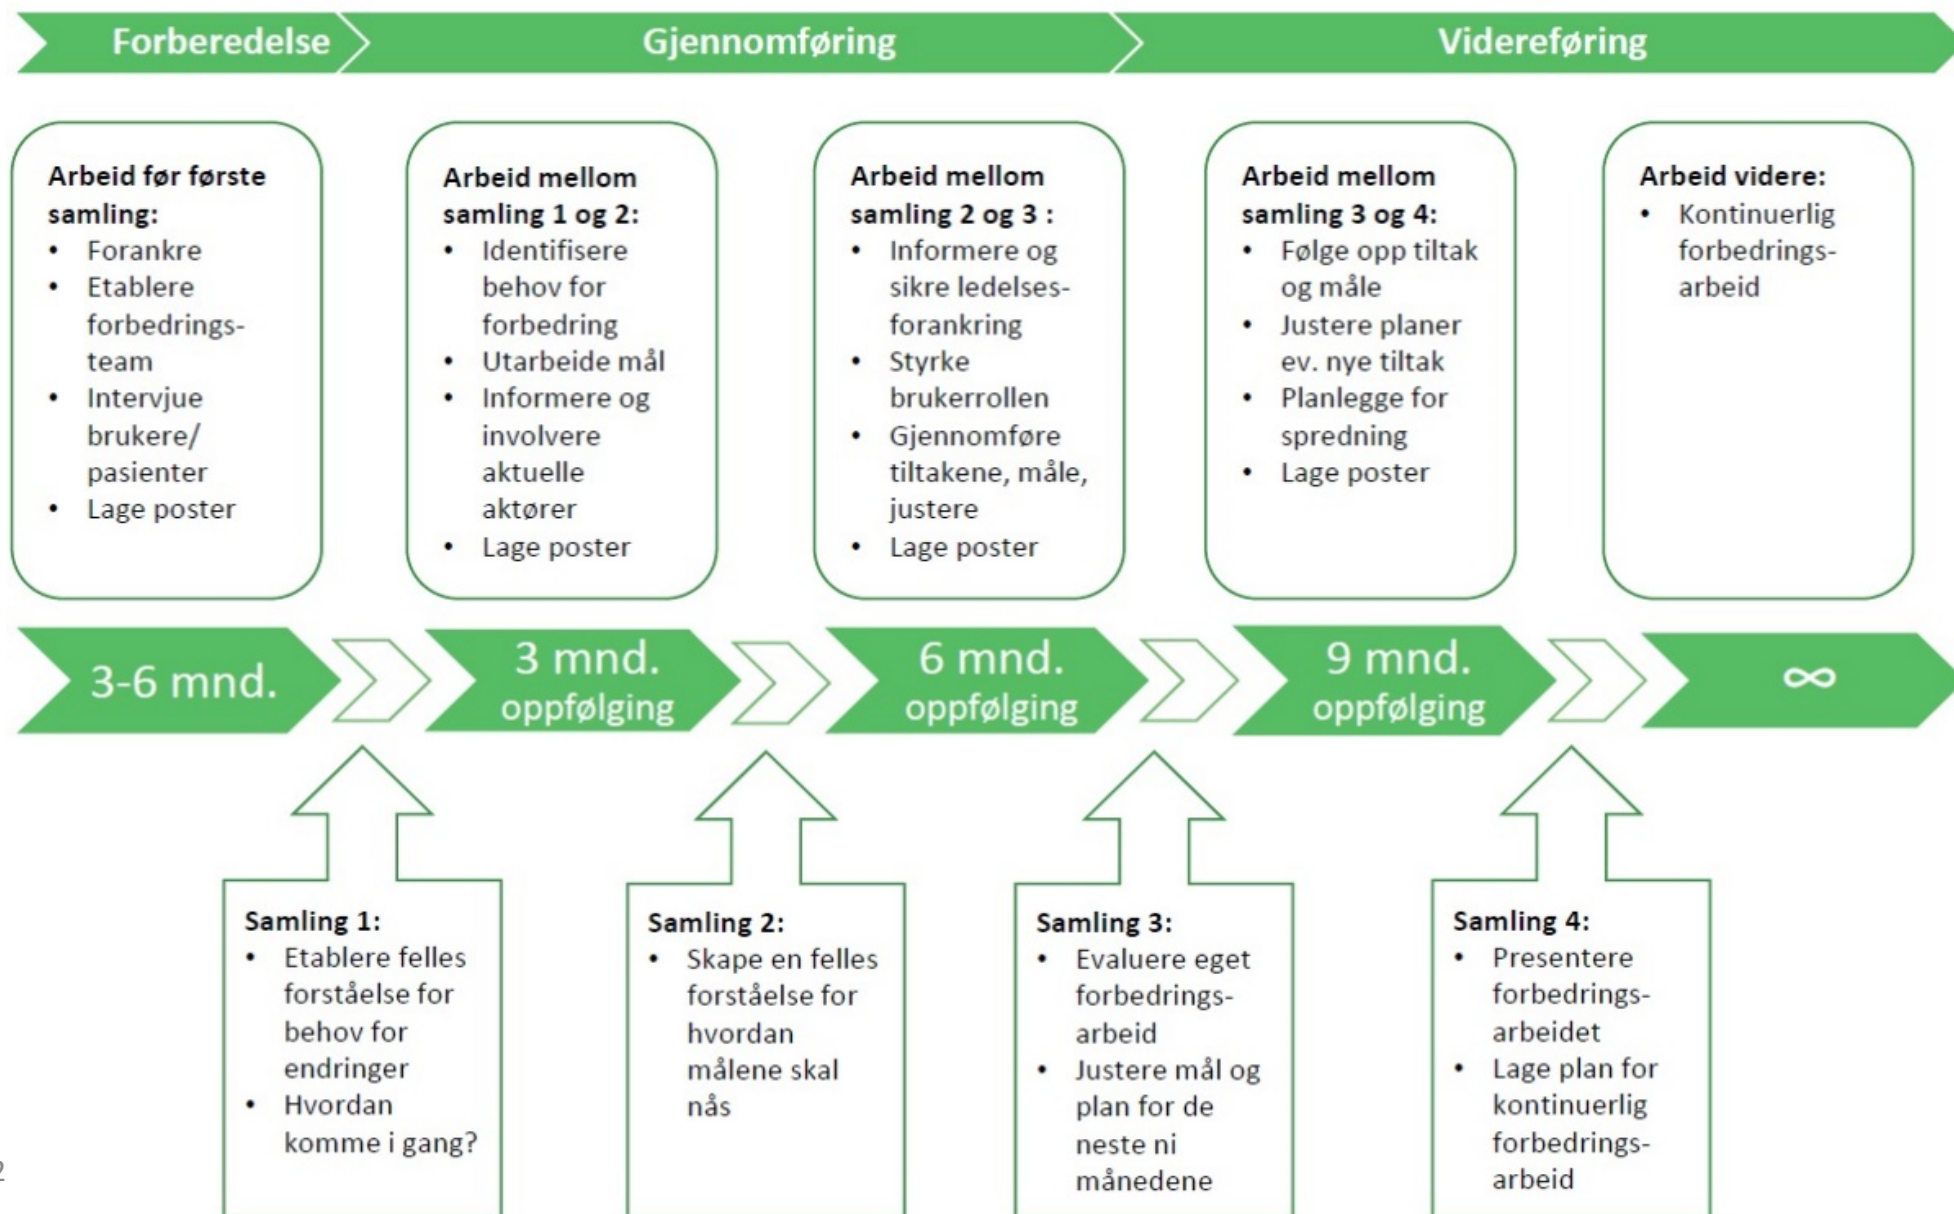 Forberedelse
Gjennomføring
Videreføring
Arbeid før første
samling:
• Forankre
• Etablere
forbedrings-
team
• Intervjue
brukere/
pasienter
• Lage poster
Arbeid mellom
samling 1 og 2:
• Identifisere
behov for
forbedring
• Utarbeide mål
• Informere og
involvere
aktuelle
aktører
• Lage poster
Arbeid mellom
samling 2 og 3 :
• Informere og
sikre ledelses-
forankring
• Styrke
brukerrollen
• Gjennomføre
tiltakene, måle,
justere
• Lage poster
Arbeid mellom
samling 3 og 4:
• Følge opp tiltak
og måle
• Justere planer
ev. nye tiltak
• Planlegge for
spredning
• Lage poster
Arbeid videre:
• Kontinuerlig
forbedrings-
arbeid
3-6 mnd.
3 mnd.
oppfølging
6 mnd.
oppfølging
9 mnd.
oppfølging
∞
Samling 1:
• Etablere felles
forståelse for
behov for
endringer
• Hvordan
komme i gang?
Samling 2:
• Skape en felles
forståelse for
hvordan
målene skal
nås
Samling 3:
• Evaluere eget
forbedrings-
arbeid
• Justere mål og
plan for de
neste ni
månedene
Samling 4:
• Presentere
forbedrings-
arbeidet
• Lage plan for
kontinuerlig
forbedrings-
arbeid
2